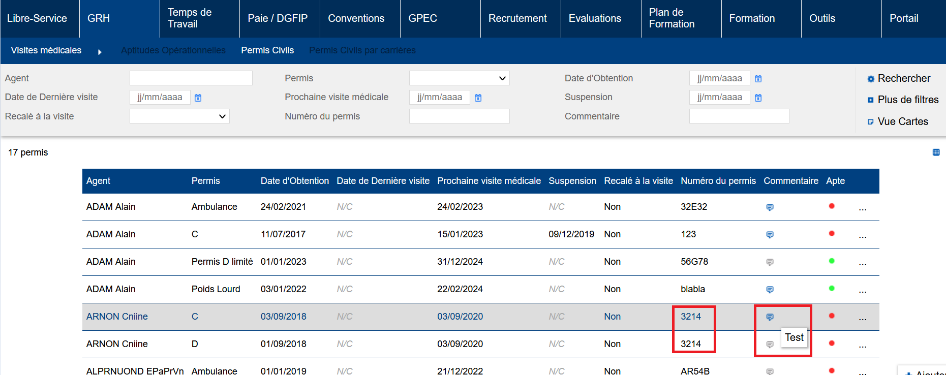 Libre-Service GRH Temps de Travail Paie / DGFIP Conventions GPEC Recrutement Evaluations Plan de Formation Formation Outils Portail
Visites médicales Aptitudes Opérationnelles Permis Civils Permis Civils par carrières
Agent Permis Date d'Obtention jj/mm/aaaa Rechercher
Date de Dernière visite jj/mm/aaaa Prochaine visite médicale jj/mm/aaaa Suspension jj/mm/aaaa Plus de filtres
Recalé à la visite Numéro du permis Commentaire Vue Cartes
17 permis
Agent Permis Date d'Obtention Date de Dernière visite Prochaine visite médicale Suspension Recalé à la visite Numéro du permis Commentaire Apte
ADAM Alain Ambulance 24/02/2021 N/C 24/02/2023 N/C Non 32E32 ...
ADAM Alain C 11/07/2017 N/C 15/01/2023 09/12/2019 Non 123 ...
ADAM Alain Permis D limité 01/01/2023 N/C 31/12/2024 N/C Non 56G78 ...
ADAM Alain Poids Lourd 03/01/2022 N/C 22/02/2024 N/C Non blabla ...
ARNON Cniine C 03/09/2018 N/C 03/09/2020 N/C Non 3214 ...
Test
ARNON Cniine D 01/09/2018 N/C 03/09/2020 N/C Non 3214 ...
ALPRNUOND EPaPrVn Ambulance 01/01/2019 N/C 21/12/2022 N/C Non AR54B ...